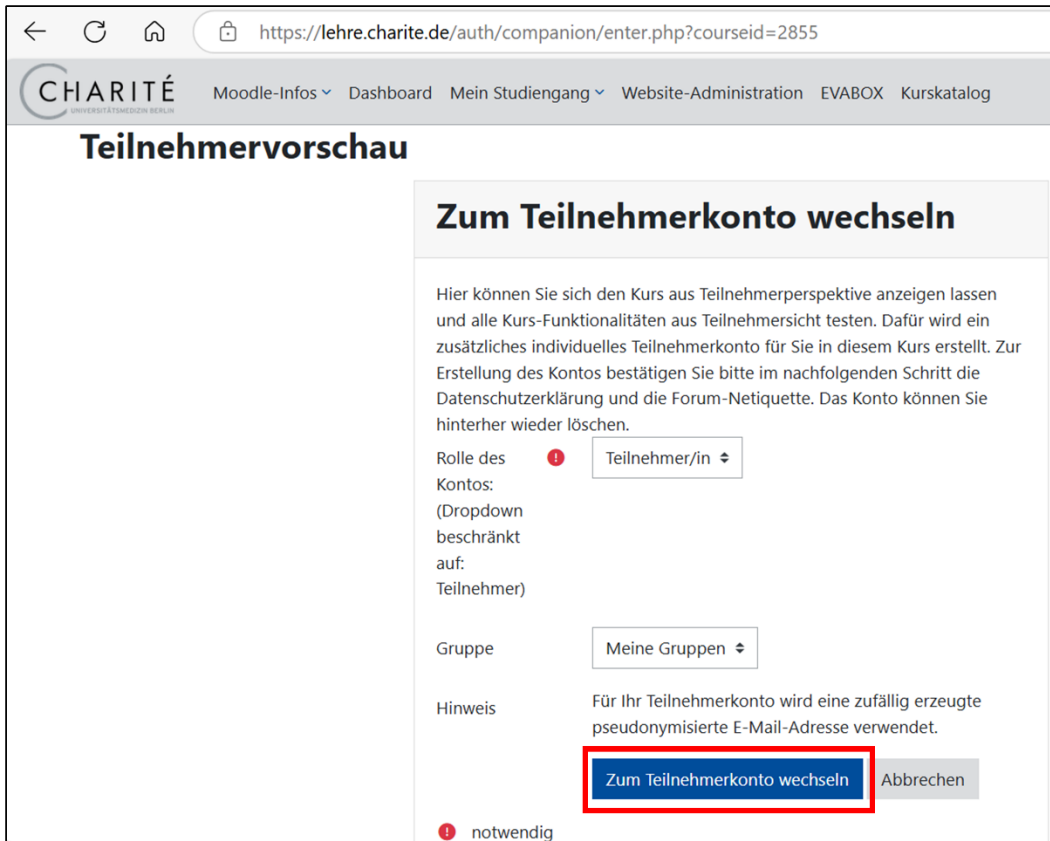 https://lehre.charite.de/auth/companion/enter.php?courseid=2855
CHARITÉ
UNIVERSITÄTSMEDIZIN BERLIN
Moodle-Infos Dashboard Mein Studiengang Website-Administration EVABOX Kurskatalog
Teilnehmervorschau
Zum Teilnehmerkonto wechseln
Hier können Sie sich den Kurs aus Teilnehmerperspektive anzeigen lassen
und alle Kurs-Funktionalitäten aus Teilnehmersicht testen. Dafür wird ein
zusätzliches individuelles Teilnehmerkonto für Sie in diesem Kurs erstellt. Zur
Erstellung des Kontos bestätigen Sie bitte im nachfolgenden Schritt die
Datenschutzerklärung und die Forum-Netiquette. Das Konto können Sie
hinterher wieder löschen.
Rolle des
Kontos:
(Dropdown
beschränkt
auf:
Teilnehmer)
Teilnehmer/in
Gruppe
Meine Gruppen
Hinweis
Für Ihr Teilnehmerkonto wird eine zufällig erzeugte
pseudonymisierte E-Mail-Adresse verwendet.
Zum Teilnehmerkonto wechseln
Abbrechen
notwendig